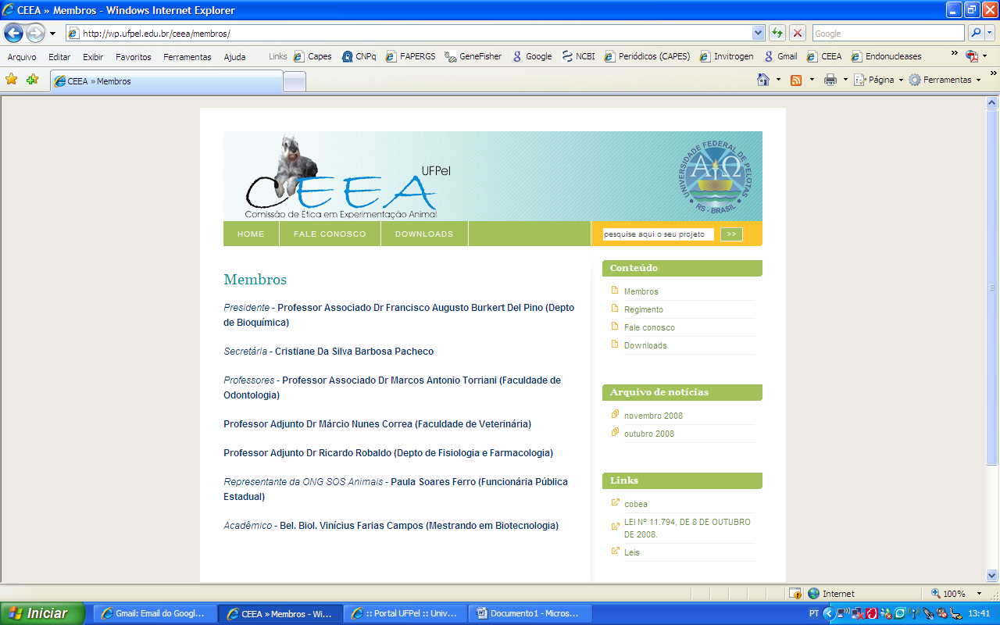 CEEA » Membros - Windows Internet Explorer
http://wp.ufpel.edu.br/ceea/membros/
Google
Arquivo Editar Exibir Favoritos Ferramentas Ajuda Links Capes CNPq FAPERGS GeneFisher Google NCBI Periódicos (CAPES) Invitrogen Gmail CEEA Endonucleases »
CEEA » Membros
Página Ferramentas »
UFPel
CEEA
Comissão de Ética em Experimentação Animal
UNIVERSIDADE FEDERAL DE PELOTAS
ΑΩ
RS - BRASIL
HOME FALE CONOSCO DOWNLOADS
pesquise aqui o seu projeto >>
Membros
Presidente - Professor Associado Dr Francisco Augusto Burkert Del Pino (Depto
de Bioquímica)
Secretária - Cristiane Da Silva Barbosa Pacheco
Professores - Professor Associado Dr Marcos Antonio Torriani (Faculdade de
Odontologia)
Professor Adjunto Dr Márcio Nunes Correa (Faculdade de Veterinária)
Professor Adjunto Dr Ricardo Robaldo (Depto de Fisiologia e Farmacologia)
Representante da ONG SOS Animais - Paula Soares Ferro (Funcionária Pública
Estadual)
Acadêmico - Bel. Biol. Vinícius Farias Campos (Mestrando em Biotecnologia)
Conteúdo
Membros
Regimento
Fale conosco
Downloads
Arquivo de notícias
novembro 2008
outubro 2008
Links
cobea
LEI Nº 11.794, DE 8 DE OUTUBRO
DE 2008.
Leis
Internet 100%
Iniciar Gmail: Email do Googl... CEEA » Membros - Wi... :: Portal UFPel :: Univ... Documento1 - Micros... PT 13:41